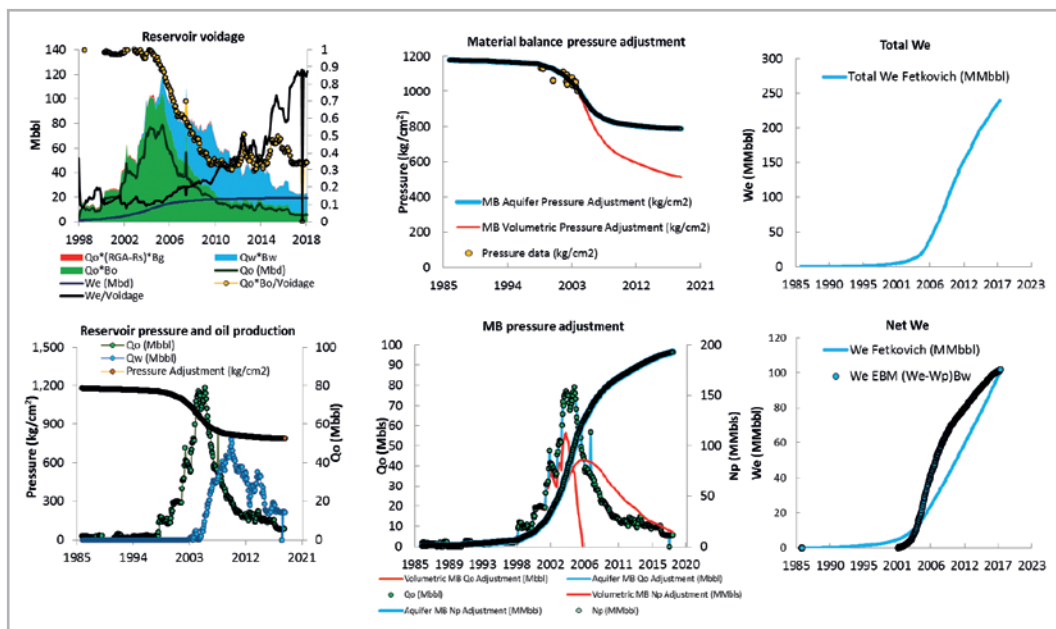 Reservoir voidage
140
120
100
80
60
40
20
0
Mbbl
1
0.9
0.8
0.7
0.6
0.5
0.4
0.3
0.2
0.1
0
1998 2002 2006 2010 2014 2018
Qo*(RGA-Rs)*Bg Qw*Bw
Qo*Bo Qo (Mbd)
We (Mbd) Qo*Bo/Voidage
We/Voidage
Material balance pressure adjustment
1200
1000
800
600
400
200
0
Pressure (kg/cm²)
MB Aquifer Pressure Adjustment (kg/cm2)
MB Volumetric Pressure Adjustment (kg/cm2)
Pressure data (kg/cm2)
1985 1994 2003 2012 2021
Total We
Total We Fetkovich (MMbbl)
300
250
200
150
100
50
0
We (MMbbl)
1985 1990 1996 2001 2006 2012 2017 2023
Reservoir pressure and oil production
Qo (Mbbl)
Qw (Mbbl)
Pressure Adjustment (kg/cm2)
1,500
1,200
900
600
300
0
Pressure (kg/cm²)
100
80
60
40
20
0
Qo (Mbbl)
1985 1994 2003 2012 2021
MB pressure adjustment
100
90
80
70
60
50
40
30
20
10
0
Qo (Mbls)
200
150
100
50
0
Np (MMbls)
1985 1989 1993 1998 2002 2006 2011 2015 2020
Volumetric MB Qo Adjustment (Mbbl) Aquifer MB Qo Adjustment (Mbbl)
Qo (Mbbl) Volumetric MB Np Adjustment (MMbls)
Aquifer MB Np Adjustment (MMbbl) Np (MMbbl)
Net We
We Fetkovich (MMbbl)
We EBM (We-Wp)Bw
120
100
80
60
40
20
0
We (MMbbl)
1985 1990 1996 2001 2006 2012 2017 2023